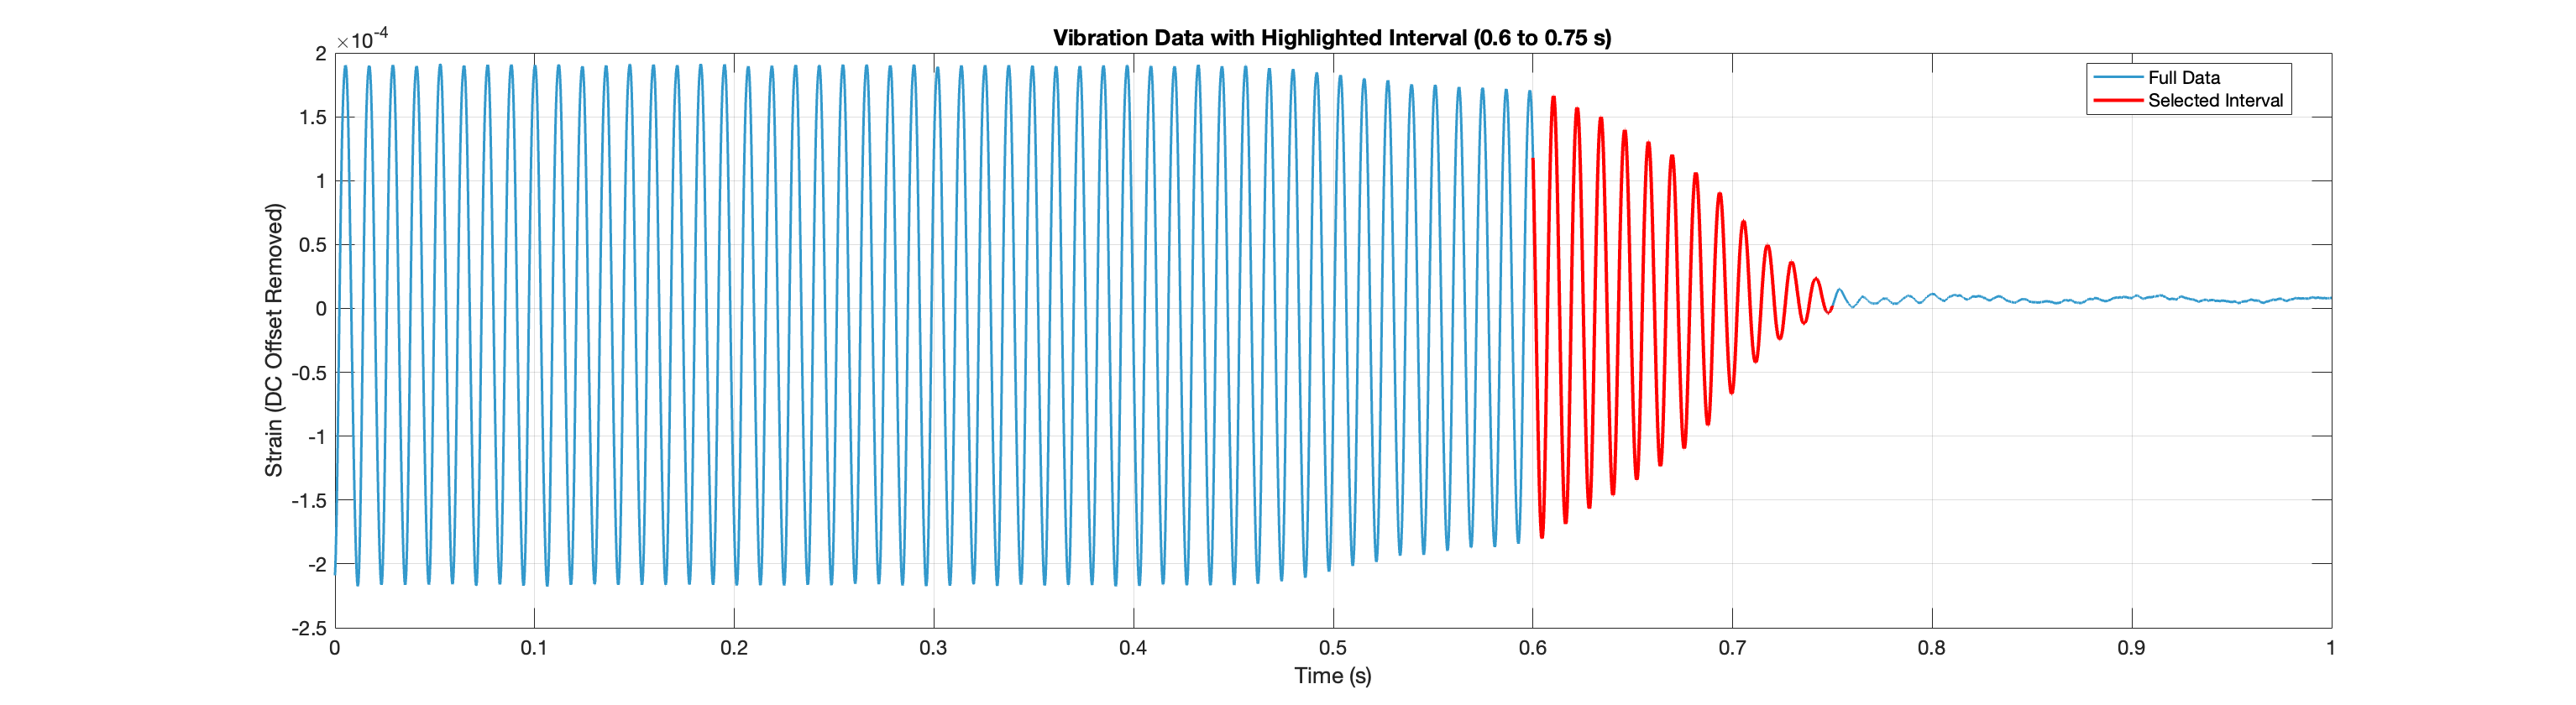 Vibration Data with Highlighted Interval (0.6 to 0.75 s)
×10-4
2
1.5
1
0.5
0
-0.5
-1
-1.5
-2
-2.5
Strain (DC Offset Removed)
Full Data
Selected Interval
0 0.1 0.2 0.3 0.4 0.5 0.6 0.7 0.8 0.9 1
Time (s)